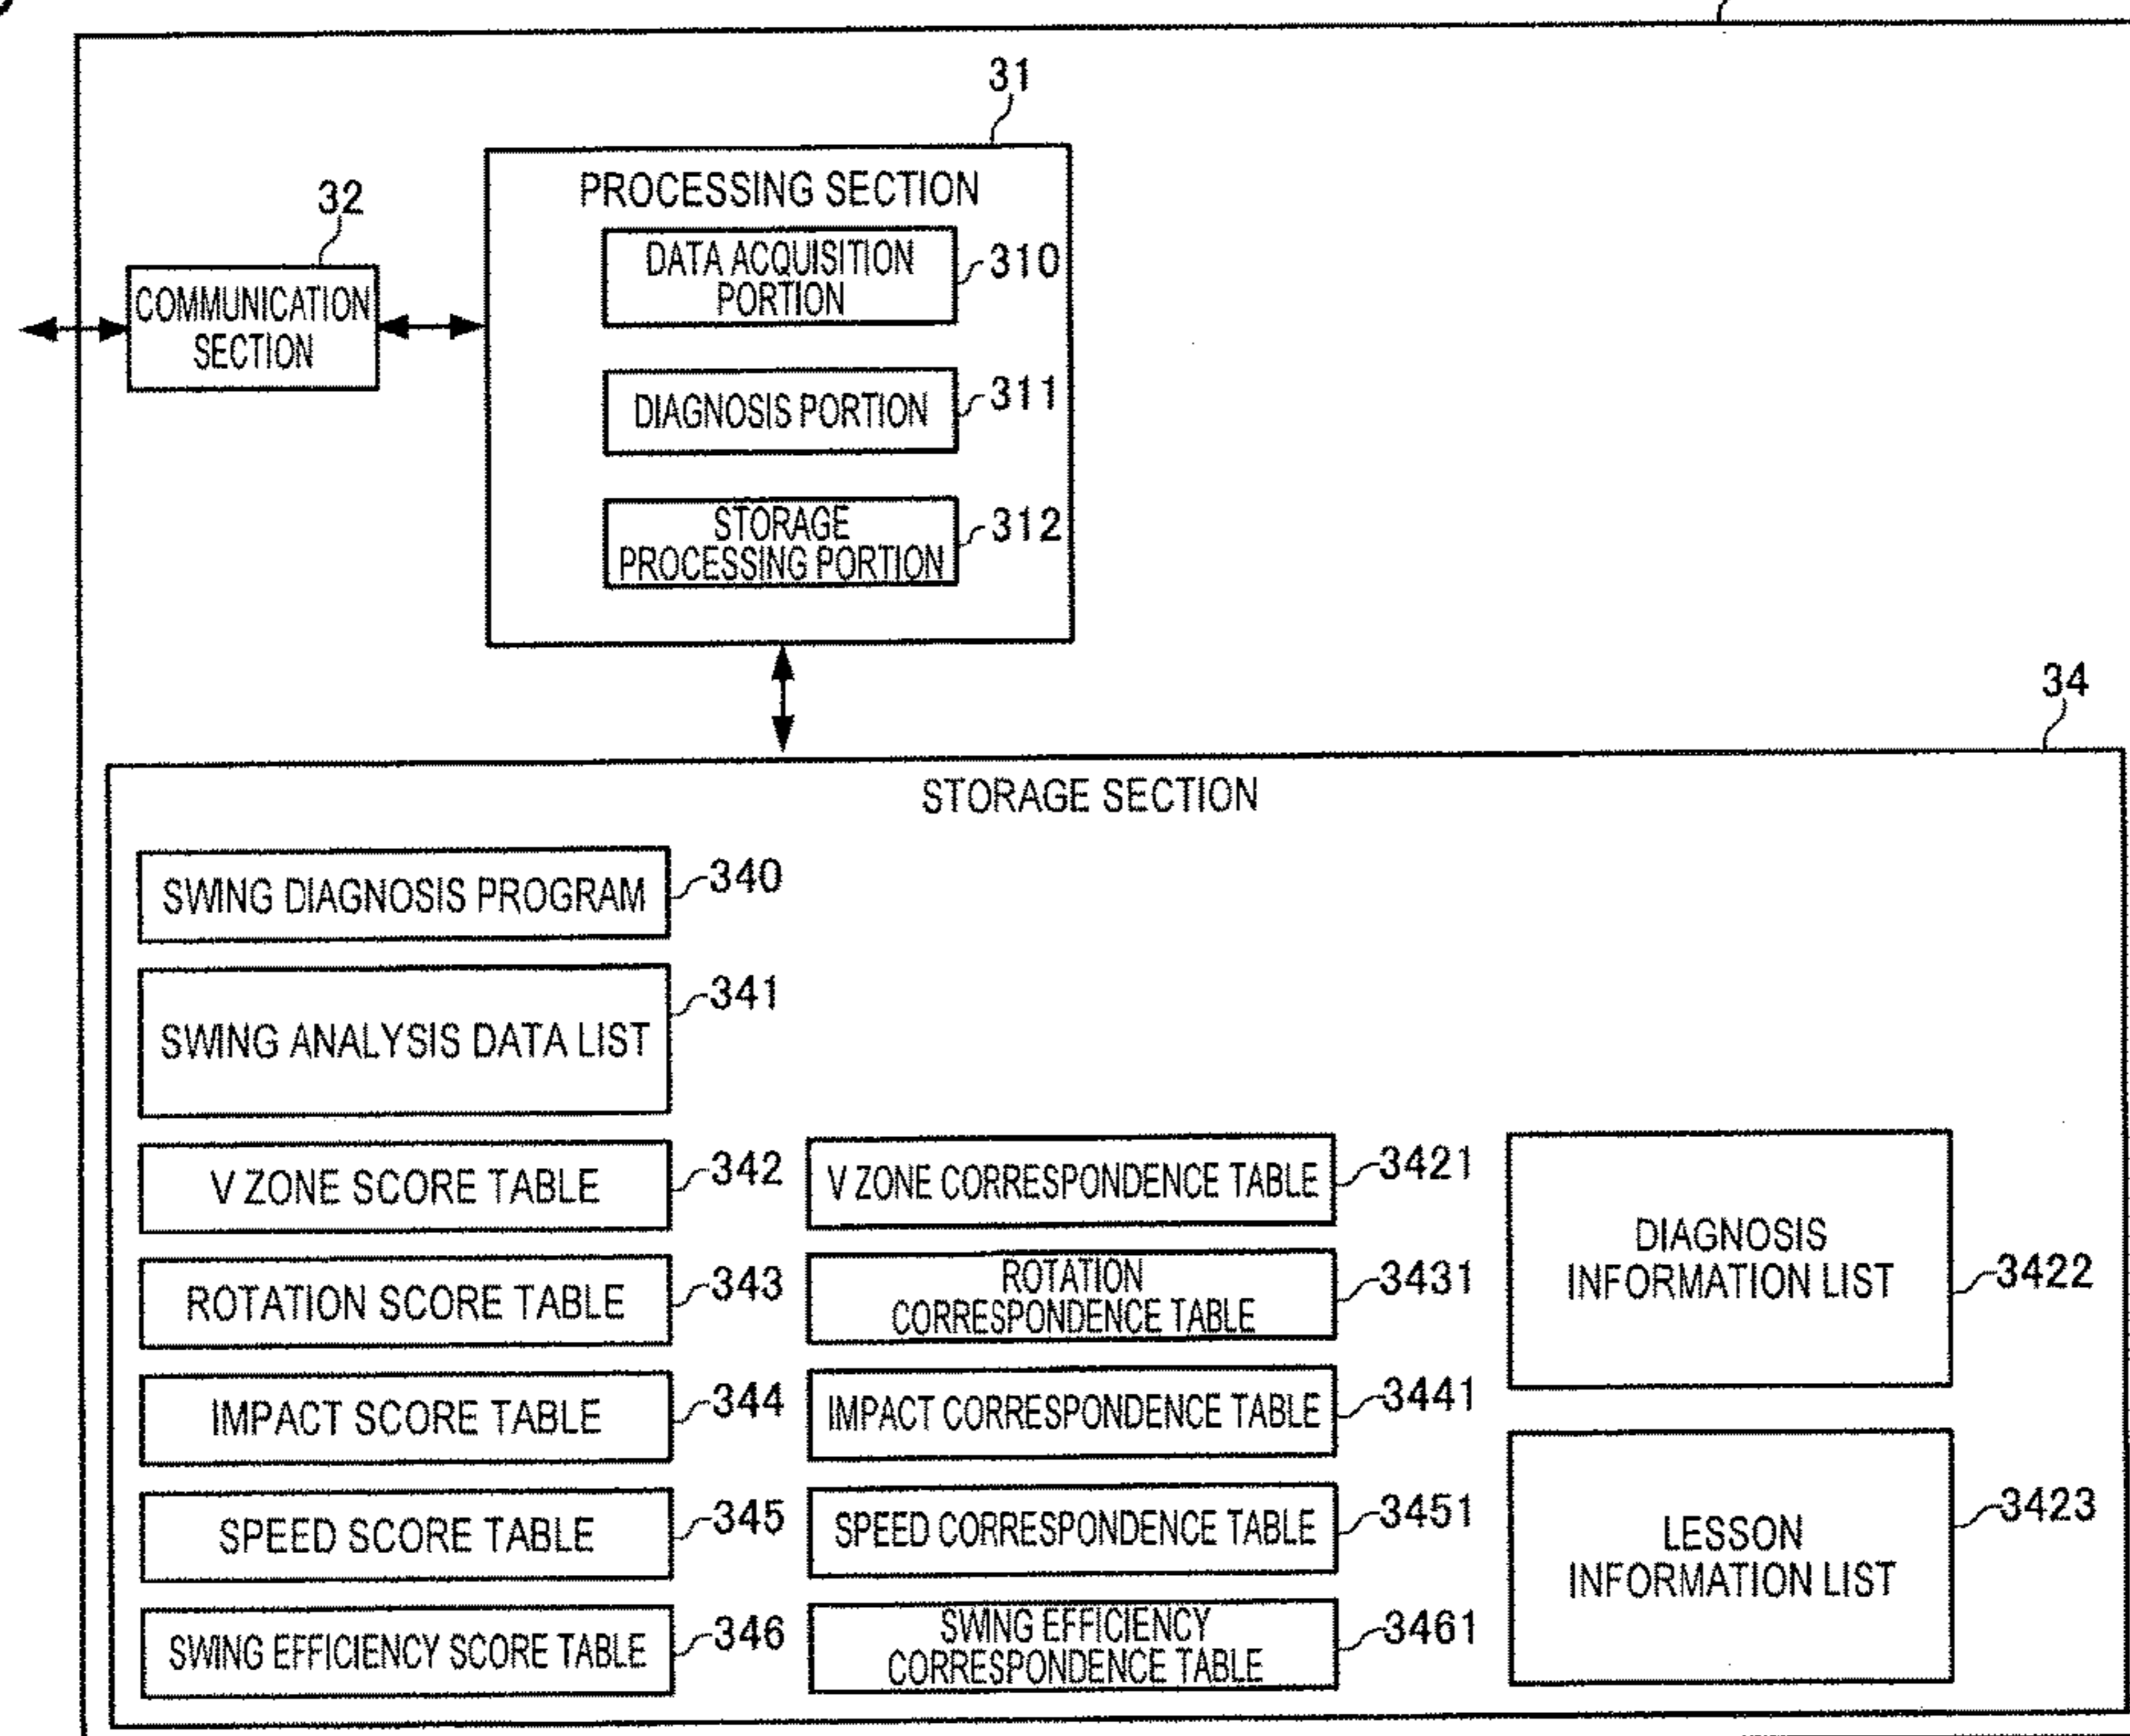 31
PROCESSING SECTION
32
DATA ACQUISITION
PORTION
310
COMMUNICATION
SECTION
DIAGNOSIS PORTION
311
STORAGE
PROCESSING PORTION
312
34
STORAGE SECTION
SWING DIAGNOSIS PROGRAM
340
SWING ANALYSIS DATA LIST
341
V ZONE SCORE TABLE
342
V ZONE CORRESPONDENCE TABLE
3421
DIAGNOSIS
INFORMATION LIST
3422
ROTATION SCORE TABLE
343
ROTATION
CORRESPONDENCE TABLE
3431
IMPACT SCORE TABLE
344
IMPACT CORRESPONDENCE TABLE
3441
SPEED SCORE TABLE
345
SPEED CORRESPONDENCE TABLE
3451
LESSON
INFORMATION LIST
3423
SWING EFFICIENCY SCORE TABLE
346
SWING EFFICIENCY
CORRESPONDENCE TABLE
3461